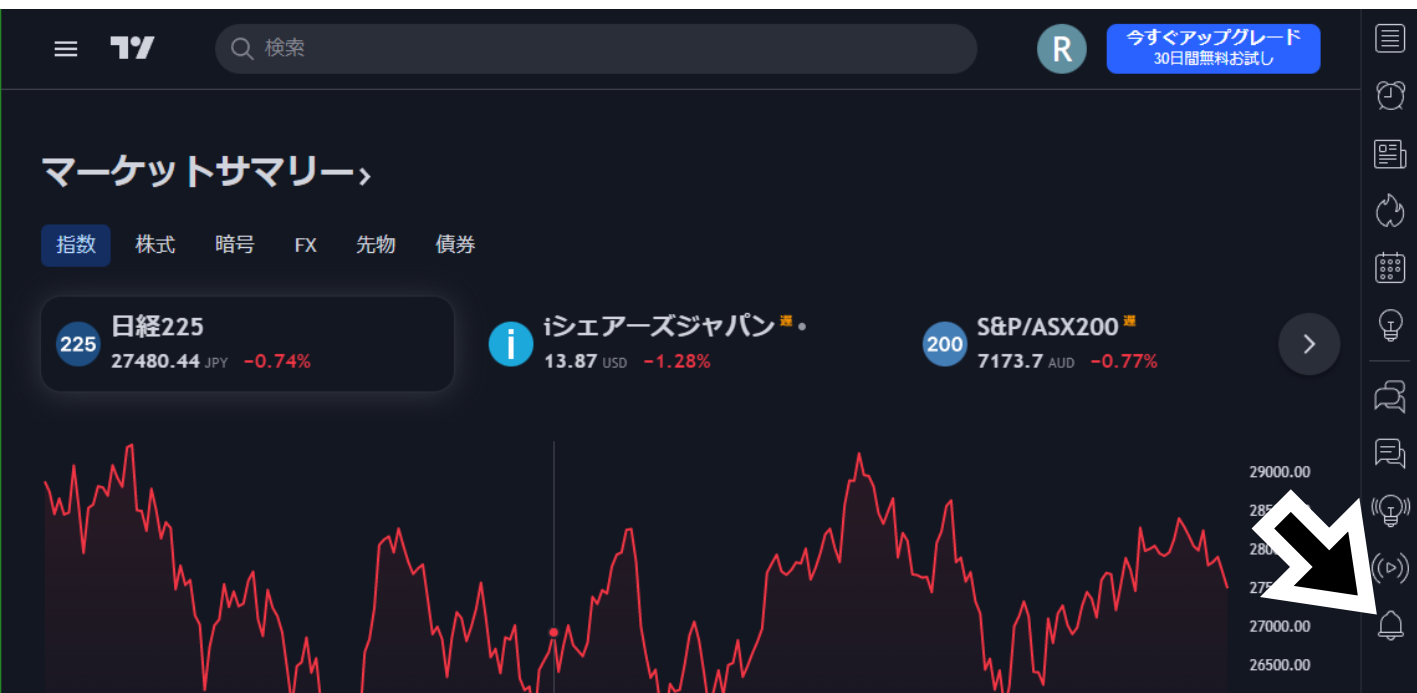 検索
R
今すぐアップグレード
30日間無料お試し
マーケットサマリー›
指数 株式 暗号 FX 先物 債券
225
日経225
27480.44 JPY −0.74%
i
iシェアーズジャパン 遅
13.87 USD −1.28%
200
S&P/ASX200 遅
7173.7 AUD −0.77%
29000.00
27000.00
26500.00